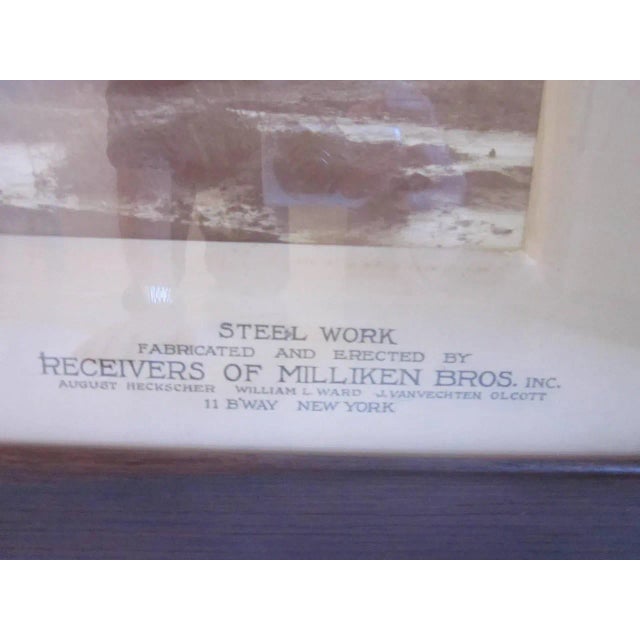 STEEL WORK
FABRICATED AND ERECTED BY
RECEIVERS OF MILLIKEN BROS. INC.
AUGUST HECKSCHER WILLIAM L. WARD J. VANVECHTEN OLCOTT
11 B'WAY NEW YORK